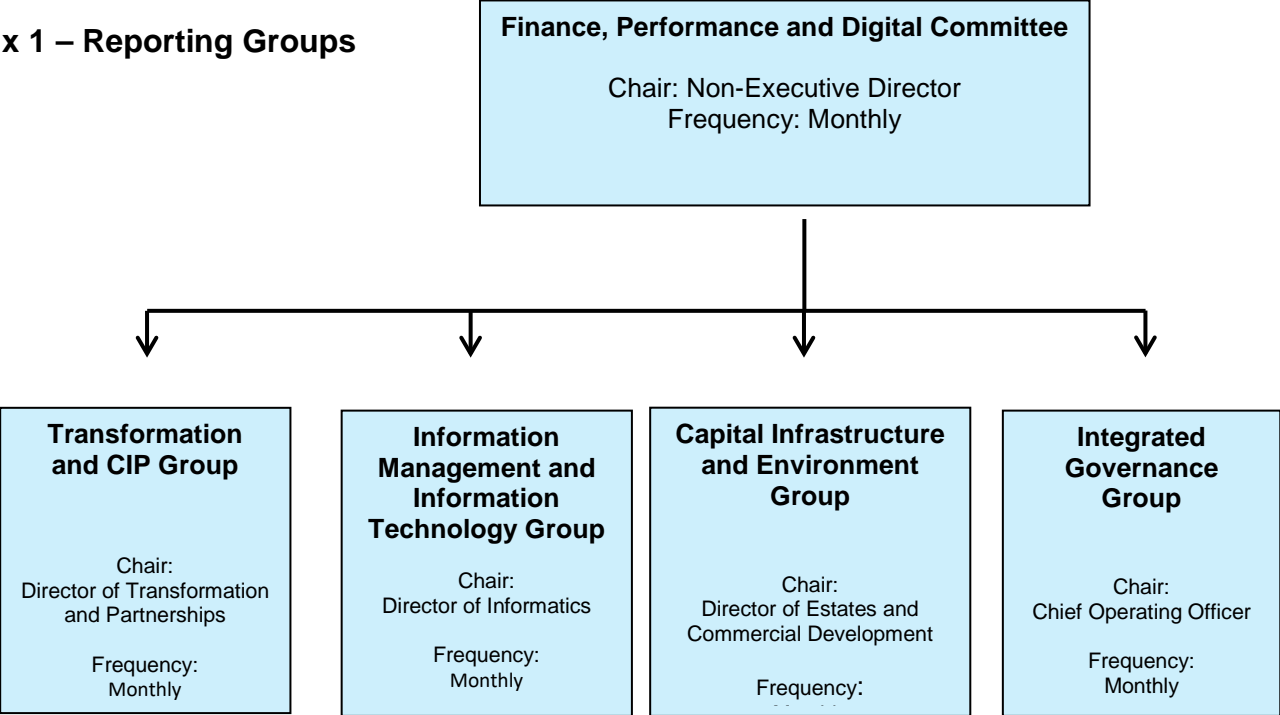 x 1 – Reporting Groups
Finance, Performance and Digital Committee
Chair: Non-Executive Director
Frequency: Monthly
Transformation
and CIP Group
Chair:
Director of Transformation
and Partnerships
Frequency:
Monthly
Information
Management and
Information
Technology Group
Chair:
Director of Informatics
Frequency:
Monthly
Capital Infrastructure
and Environment
Group
Chair:
Director of Estates and
Commercial Development
Frequency:
Integrated
Governance
Group
Chair:
Chief Operating Officer
Frequency:
Monthly